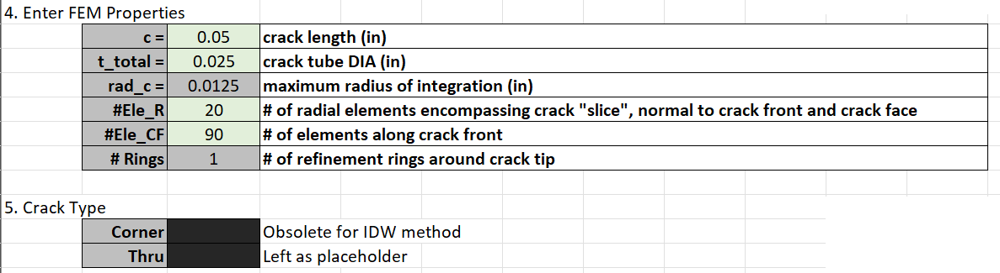 4. Enter FEM Properties
c = 0.05 crack length (in)
t_total = 0.025 crack tube DIA (in)
rad_c = 0.0125 maximum radius of integration (in)
#Ele_R 20 # of radial elements encompassing crack "slice", normal to crack front and crack face
#Ele_CF 90 # of elements along crack front
# Rings 1 # of refinement rings around crack tip
5. Crack Type
Corner Obsolete for IDW method
Thru Left as placeholder